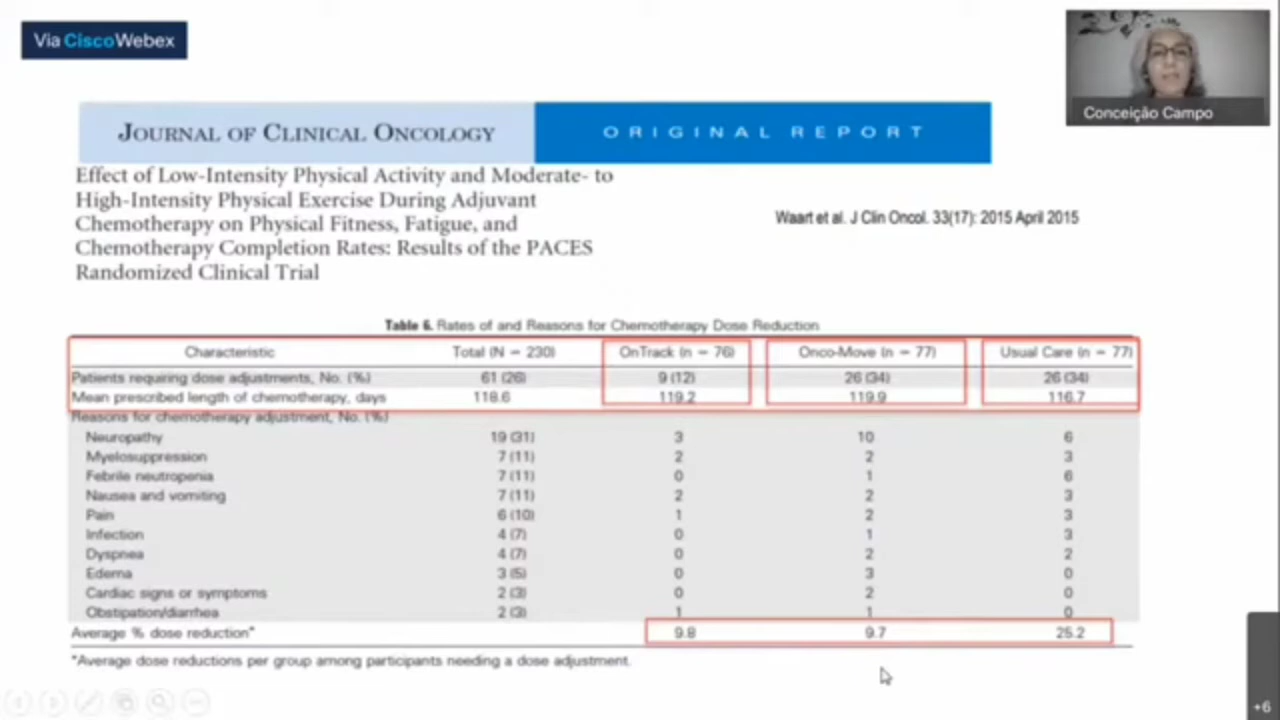 Via CiscoWebex
Conceição Campo
JOURNAL OF CLINICAL ONCOLOGY ORIGINAL REPORT
Effect of Low-Intensity Physical Activity and Moderate- to
High-Intensity Physical Exercise During Adjuvant
Chemotherapy on Physical Fitness, Fatigue, and
Chemotherapy Completion Rates: Results of the PACES
Randomized Clinical Trial
Waart et al. J Clin Oncol. 33(17): 2015 April 2015
Table 6. Rates of and Reasons for Chemotherapy Dose Reduction
Characteristic Total (N = 230) OnTrack (n = 76) Onco-Move (n = 77) Usual Care (n = 77)
Patients requiring dose adjustments, No. (%) 61 (26) 9 (12) 26 (34) 26 (34)
Mean prescribed length of chemotherapy, days 118.6 119.2 119.9 116.7
Reasons for chemotherapy adjustment, No. (%)
Neuropathy 19 (31) 3 10 6
Myelosuppression 7 (11) 2 2 3
Febrile neutropenia 7 (11) 0 1 6
Nausea and vomiting 7 (11) 2 2 3
Pain 6 (10) 1 2 3
Infection 4 (7) 0 1 3
Dyspnea 4 (7) 0 2 2
Edema 3 (5) 0 3 0
Cardiac signs or symptoms 2 (3) 0 2 0
Obstipation/diarrhea 2 (3) 1 1 0
Average % dose reduction* 9.8 9.7 25.2
*Average dose reductions per group among participants needing a dose adjustment.
+6